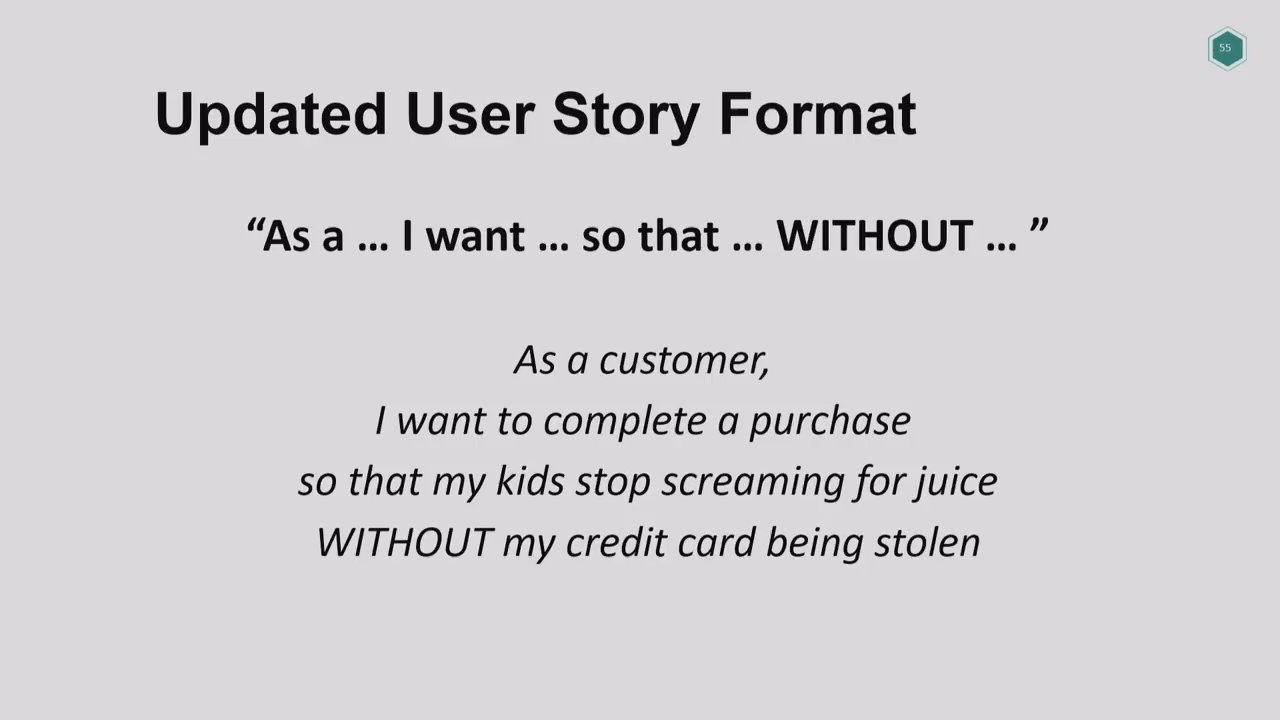 55
Updated User Story Format
“As a … I want … so that … WITHOUT … ”
As a customer,
I want to complete a purchase
so that my kids stop screaming for juice
WITHOUT my credit card being stolen